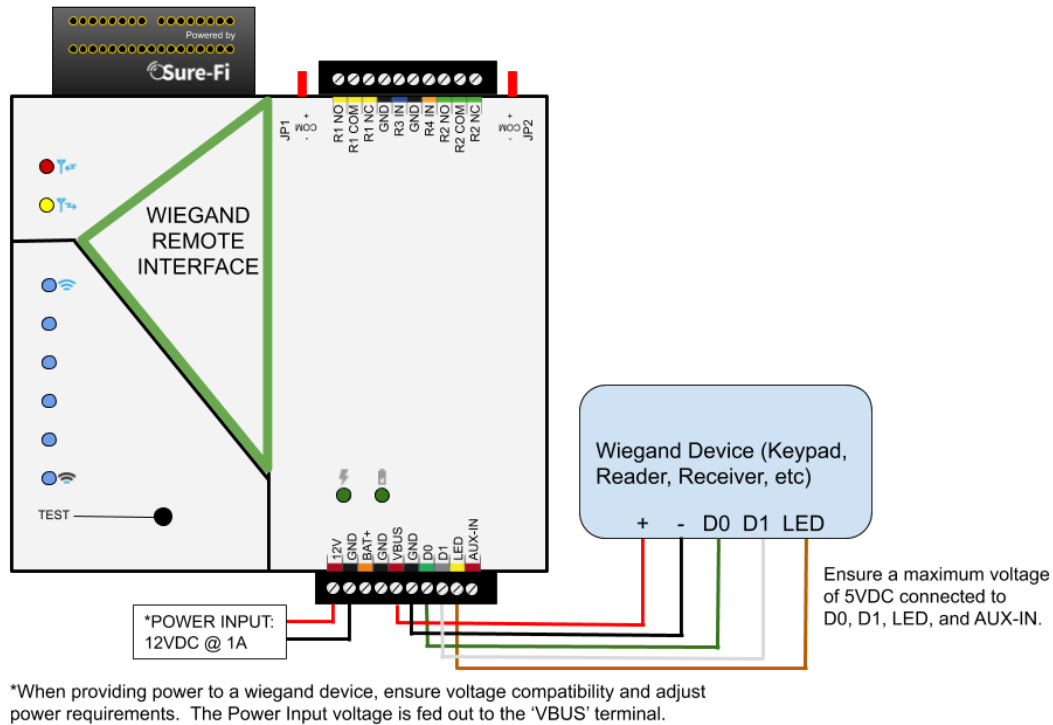 Powered by
Sure-Fi
JP1
+
COM
-
R1 NO
R1 COM
R1 NC
GND
R3 IN
GND
R4 IN
R2 NO
R2 COM
R2 NC
+
COM
-
JP2
WIEGAND
REMOTE
INTERFACE
TEST
12V
GND
BAT+
GND
VBUS
GND
D0
D1
LED
AUX-IN
Wiegand Device (Keypad,
Reader, Receiver, etc)
+ - D0 D1 LED
Ensure a maximum voltage
of 5VDC connected to
D0, D1, LED, and AUX-IN.
*POWER INPUT:
12VDC @ 1A
*When providing power to a wiegand device, ensure voltage compatibility and adjust
power requirements. The Power Input voltage is fed out to the ‘VBUS’ terminal.